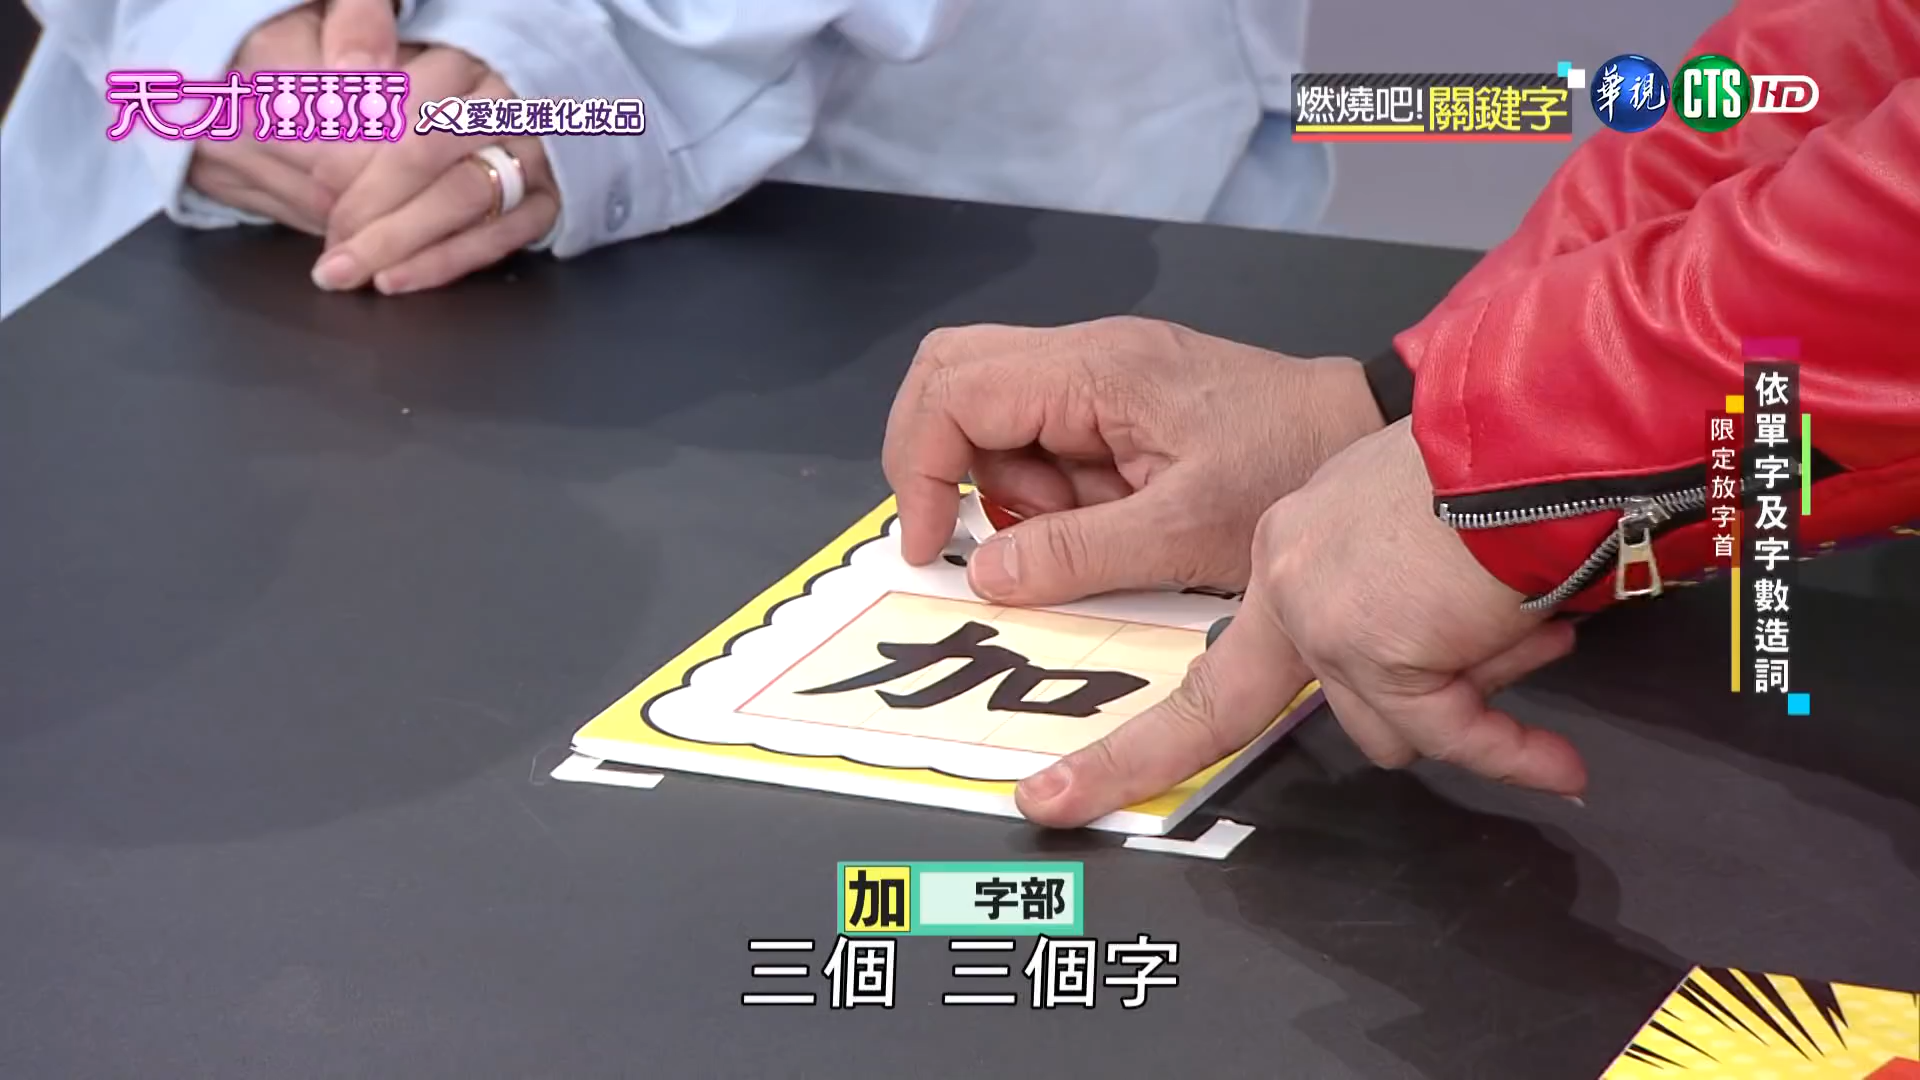 天才衝衝衝
愛妮雅化妝品
燃燒吧!關鍵字
華視 CTS HD
依單字及字數造詞
限定放字首
加
加 字部
三個 三個字